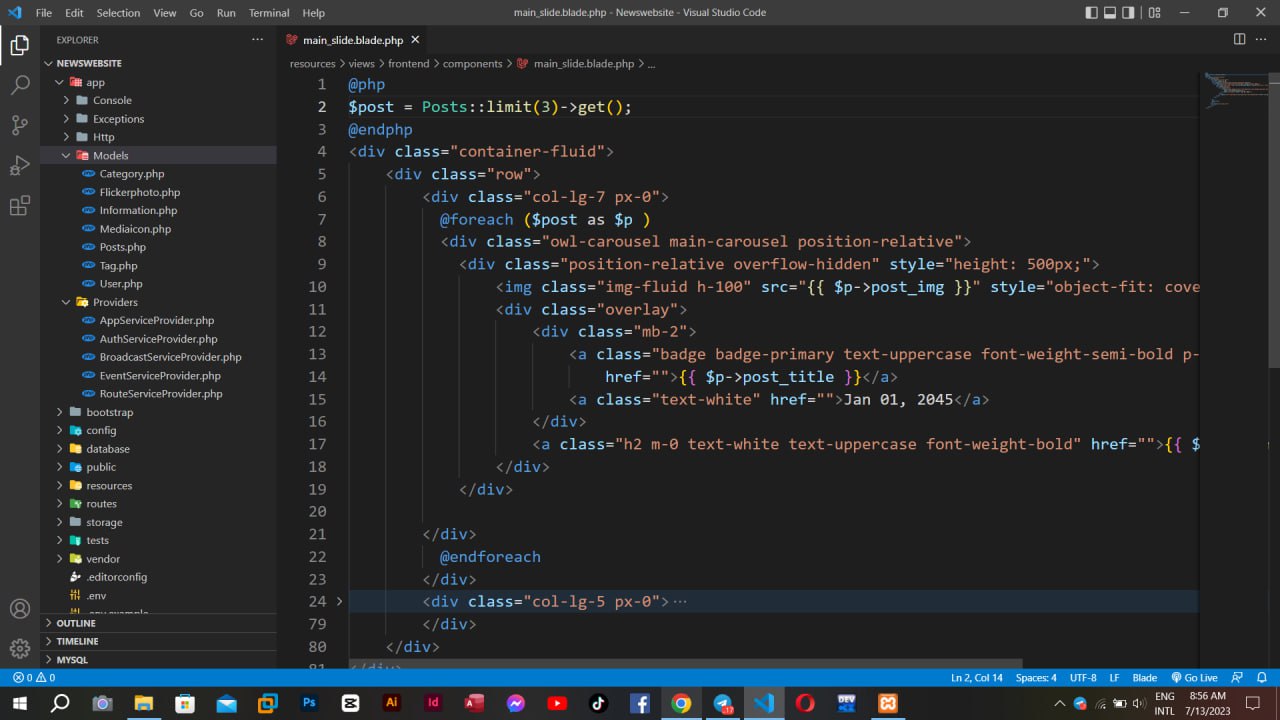 File Edit Selection View Go Run Terminal Help
main_slide.blade.php - Newswebsite - Visual Studio Code
EXPLORER
NEWSWEBSITE
app
Console
Exceptions
Http
Models
Category.php
Flickerphoto.php
Information.php
Mediaicon.php
Posts.php
Tag.php
User.php
Providers
AppServiceProvider.php
AuthServiceProvider.php
BroadcastServiceProvider.php
EventServiceProvider.php
RouteServiceProvider.php
bootstrap
config
database
public
resources
routes
storage
tests
vendor
.editorconfig
.env
.env.example
OUTLINE
TIMELINE
MYSQL
main_slide.blade.php
resources > views > frontend > components > main_slide.blade.php > ...
1 @php
2 $post = Posts::limit(3)->get();
3 @endphp
4 <div class="container-fluid">
5 <div class="row">
6 <div class="col-lg-7 px-0">
7 @foreach ($post as $p )
8 <div class="owl-carousel main-carousel position-relative">
9 <div class="position-relative overflow-hidden" style="height: 500px;">
10 <img class="img-fluid h-100" src="{{ $p->post_img }}" style="object-fit: cove
11 <div class="overlay">
12 <div class="mb-2">
13 <a class="badge badge-primary text-uppercase font-weight-semi-bold p-
14 href="">{{ $p->post_title }}</a>
15 <a class="text-white" href="">Jan 01, 2045</a>
16 </div>
17 <a class="h2 m-0 text-white text-uppercase font-weight-bold" href="">{{ $
18 </div>
19 </div>
20
21 </div>
22 @endforeach
23 </div>
24 <div class="col-lg-5 px-0"> ...
79 </div>
80 </div>
81 </div>
0 0
Ln 2, Col 14 Spaces: 4 UTF-8 LF Blade Go Live
Ps Ai Id A DEV
ENG
INTL
8:56 AM
7/13/2023